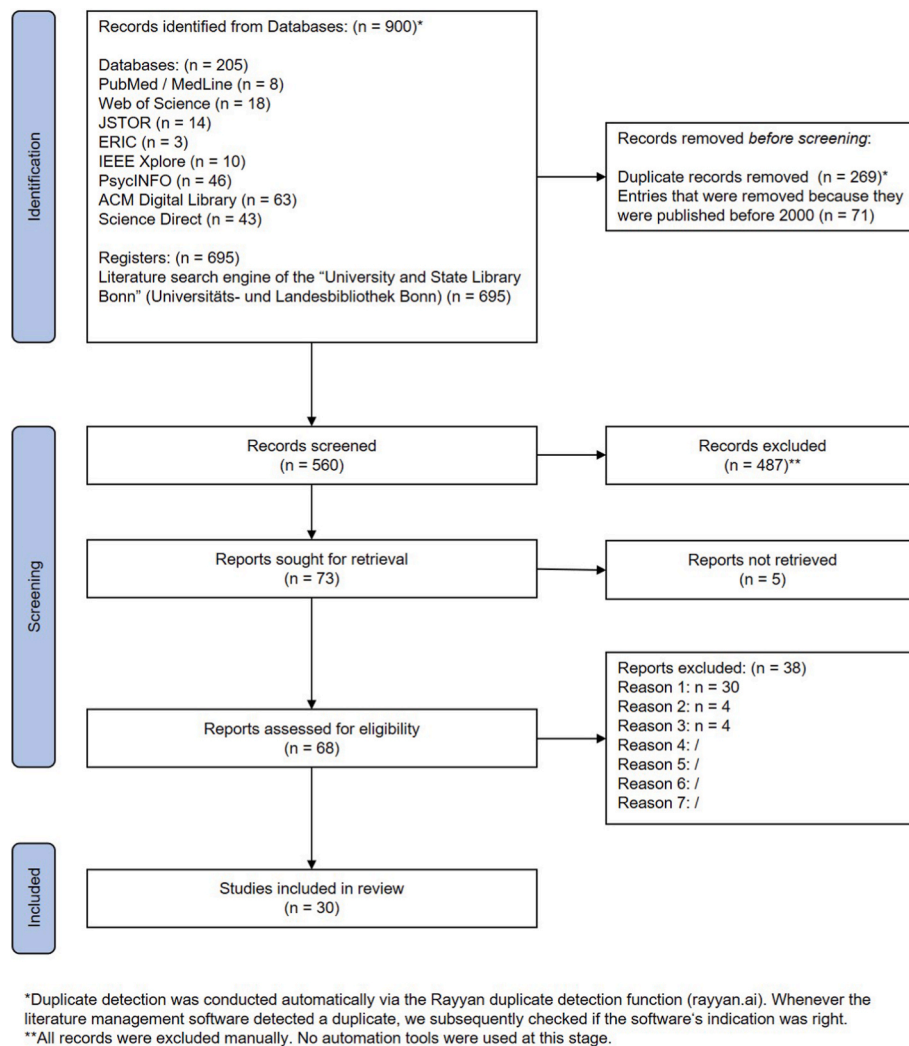 Identification
Records identified from Databases: (n = 900)*
Databases: (n = 205)
PubMed / MedLine (n = 8)
Web of Science (n = 18)
JSTOR (n = 14)
ERIC (n = 3)
IEEE Xplore (n = 10)
PsycINFO (n = 46)
ACM Digital Library (n = 63)
Science Direct (n = 43)
Registers: (n = 695)
Literature search engine of the “University and State Library
Bonn” (Universitäts- und Landesbibliothek Bonn) (n = 695)
Records removed before screening:
Duplicate records removed (n = 269)*
Entries that were removed because they
were published before 2000 (n = 71)
Screening
Records screened
(n = 560)
Records excluded
(n = 487)**
Reports sought for retrieval
(n = 73)
Reports not retrieved
(n = 5)
Reports assessed for eligibility
(n = 68)
Reports excluded: (n = 38)
Reason 1: n = 30
Reason 2: n = 4
Reason 3: n = 4
Reason 4: /
Reason 5: /
Reason 6: /
Reason 7: /
Included
Studies included in review
(n = 30)
*Duplicate detection was conducted automatically via the Rayyan duplicate detection function (rayyan.ai). Whenever the
literature management software detected a duplicate, we subsequently checked if the software‘s indication was right.
**All records were excluded manually. No automation tools were used at this stage.